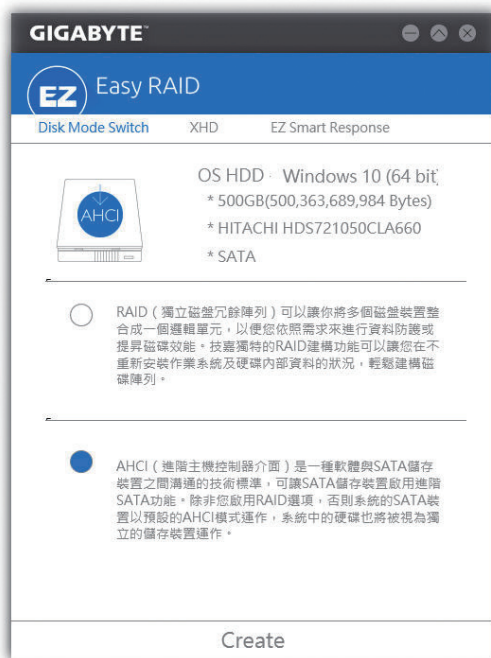 GIGABYTE™
EZ Easy RAID
Disk Mode Switch XHD EZ Smart Response
AHCI
OS HDD - Windows 10 (64 bit)
* 500GB(500,363,689,984 Bytes)
* HITACHI HDS721050CLA660
* SATA
RAID（獨立磁盤冗餘陣列）可以讓你將多個磁盤裝置整
合成一個邏輯單元，以便您依照需求來進行資料防護或
提昇磁碟效能。技嘉獨特的RAID建構功能可以讓您在不
重新安裝作業系統及硬碟內部資料的狀況，輕鬆建構磁
碟陣列。
AHCI（進階主機控制器介面）是一種軟體與SATA儲存
裝置之間溝通的技術標準，可讓SATA儲存裝置啟用進階
SATA功能。除非您啟用RAID選項，否則系統的SATA裝
置以預設的AHCI模式運作，系統中的硬碟也將被視為獨
立的儲存裝置運作。
Create